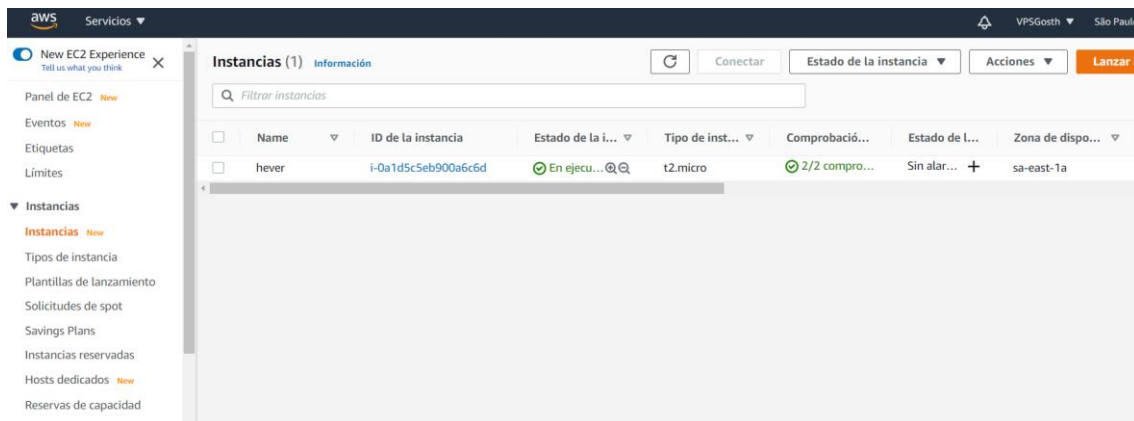 aws Servicios VPSGosth São Paulo
New EC2 Experience
Tell us what you think
Panel de EC2 New
Eventos New
Etiquetas
Límites
Instancias
Instancias New
Tipos de instancia
Plantillas de lanzamiento
Solicitudes de spot
Savings Plans
Instancias reservadas
Hosts dedicados New
Reservas de capacidad
Instancias (1) Información Conectar Estado de la instancia Acciones Lanzar
Filtrar instancias
Name ID de la instancia Estado de la i... Tipo de inst... Comprobació... Estado de l... Zona de dispo...
hever i-0a1d5c5eb900a6c6d En ejecu... t2.micro 2/2 compro... Sin alar... sa-east-1a